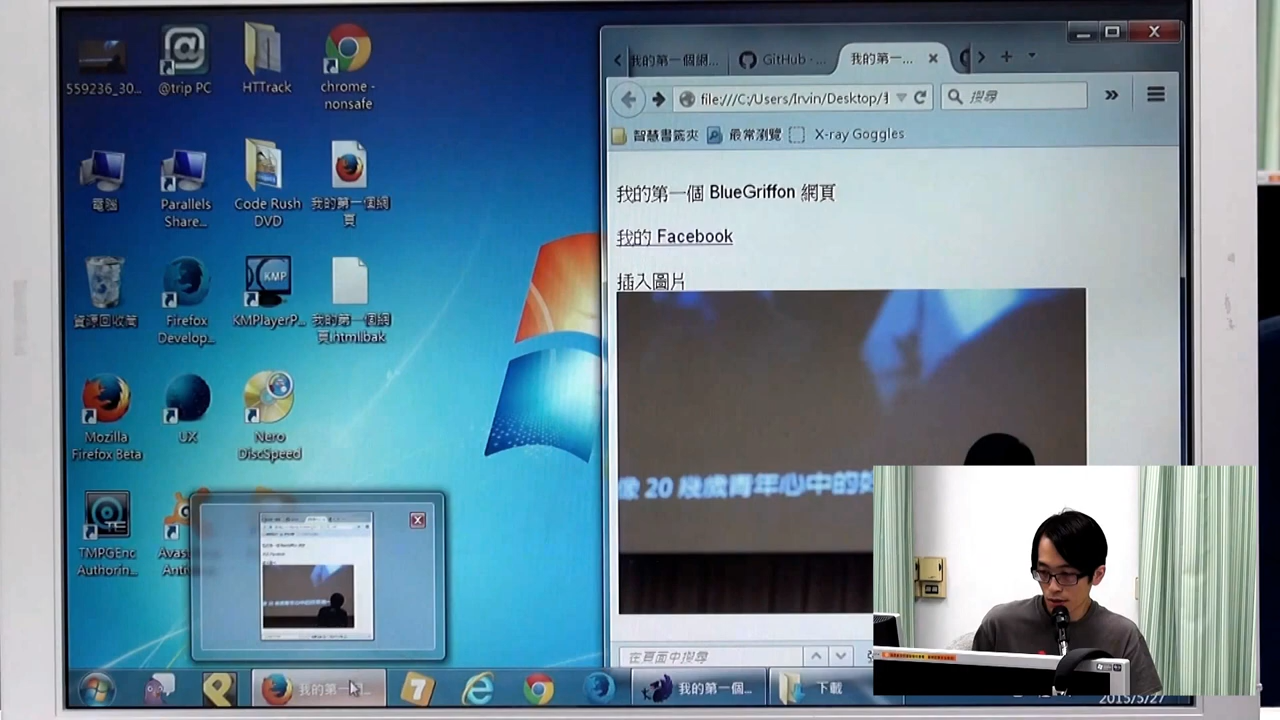 559236_30...
@trip PC
HTTrack
chrome - nonsafe
電腦
Parallels Share...
Code Rush DVD
我的第一個網頁
資源回收筒
Firefox Develop...
KMP
KMPlayerP...
我的第一個網頁.html.bak
Mozilla Firefox Beta
UX
Nero DiscSpeed
TE
TMPGEnc Authorin...
Avas... Anti
我的第一個網...
GitHub · ...
我的第一...
file:///C:/Users/Irvin/Desktop/
搜尋
智慧書籤夾
最常瀏覽
X-ray Goggles
我的第一個 BlueGriffon 網頁
我的 Facebook
插入圖片
像 20 幾歲青年心中的
在頁面中搜尋
我的第一
7
我的第一個...
下載
2015/5/27